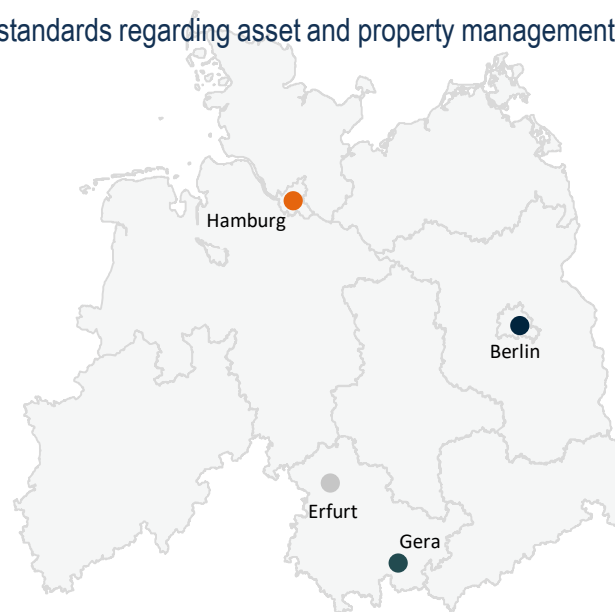 standards regarding asset and property management
Hamburg
Berlin
Erfurt
Gera